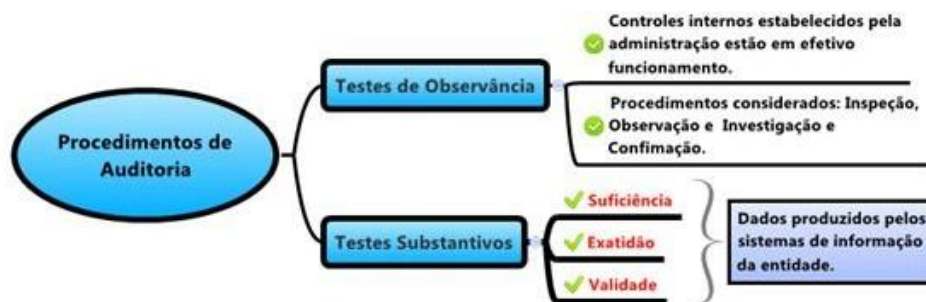 Procedimentos de
Auditoria
Testes de Observância
Controles internos estabelecidos pela
administração estão em efetivo
funcionamento.
Procedimentos considerados: Inspeção,
Observação e Investigação e
Confimação.
Testes Substantivos
Suficiência
Exatidão
Validade
Dados produzidos pelos
sistemas de informação
da entidade.